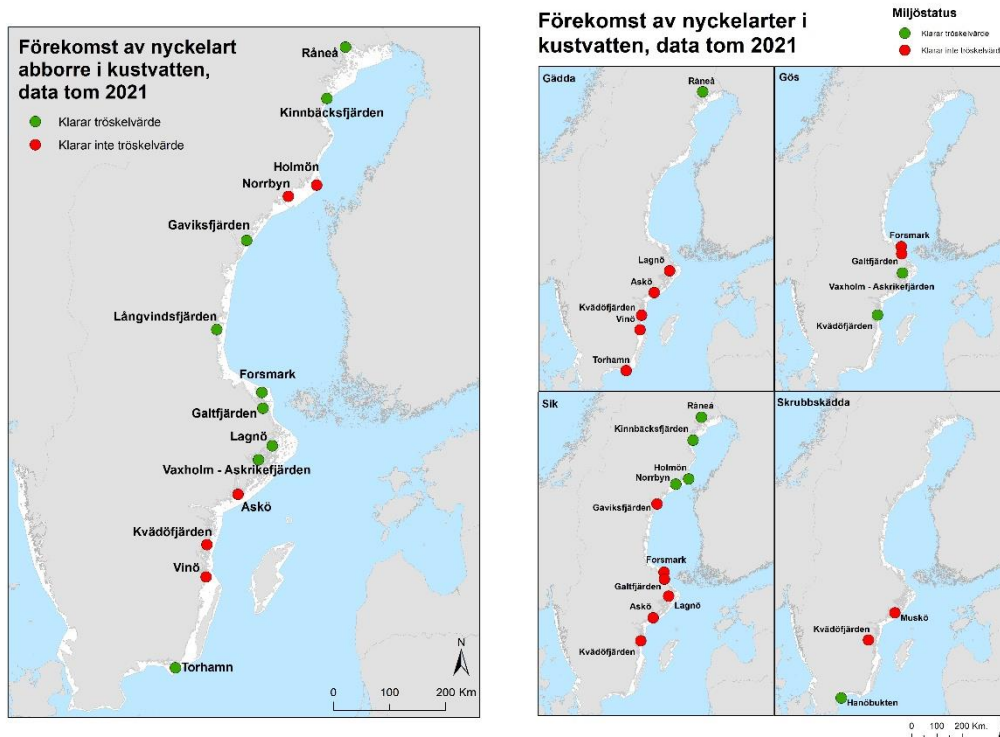 Förekomst av nyckelart
abborre i kustvatten,
data tom 2021
Klarar tröskelvärde
Klarar inte tröskelvärde
Råneå
Kinnbäcksfjärden
Holmön
Norrbyn
Gaviksfjärden
Långvindsfjärden
Forsmark
Galtfjärden
Lagnö
Vaxholm - Askrikefjärden
Askö
Kvädöfjärden
Vinö
Torhamn
N
0 100 200 Km
Förekomst av nyckelarter i
kustvatten, data tom 2021
Miljöstatus
Klarar tröskelvärde
Klarar inte tröskelvärde
Gädda
Råneå
Lagnö
Askö
Kvädöfjärden
Vinö
Torhamn
Gös
Forsmark
Galtfjärden
Vaxholm - Askrikefjärden
Kvädöfjärden
Sik
Råneå
Kinnbäcksfjärden
Holmön
Norrbyn
Gaviksfjärden
Forsmark
Galtfjärden
Lagnö
Askö
Kvädöfjärden
Skrubbskädda
Muskö
Kvädöfjärden
Hanöbukten
0 100 200 Km.